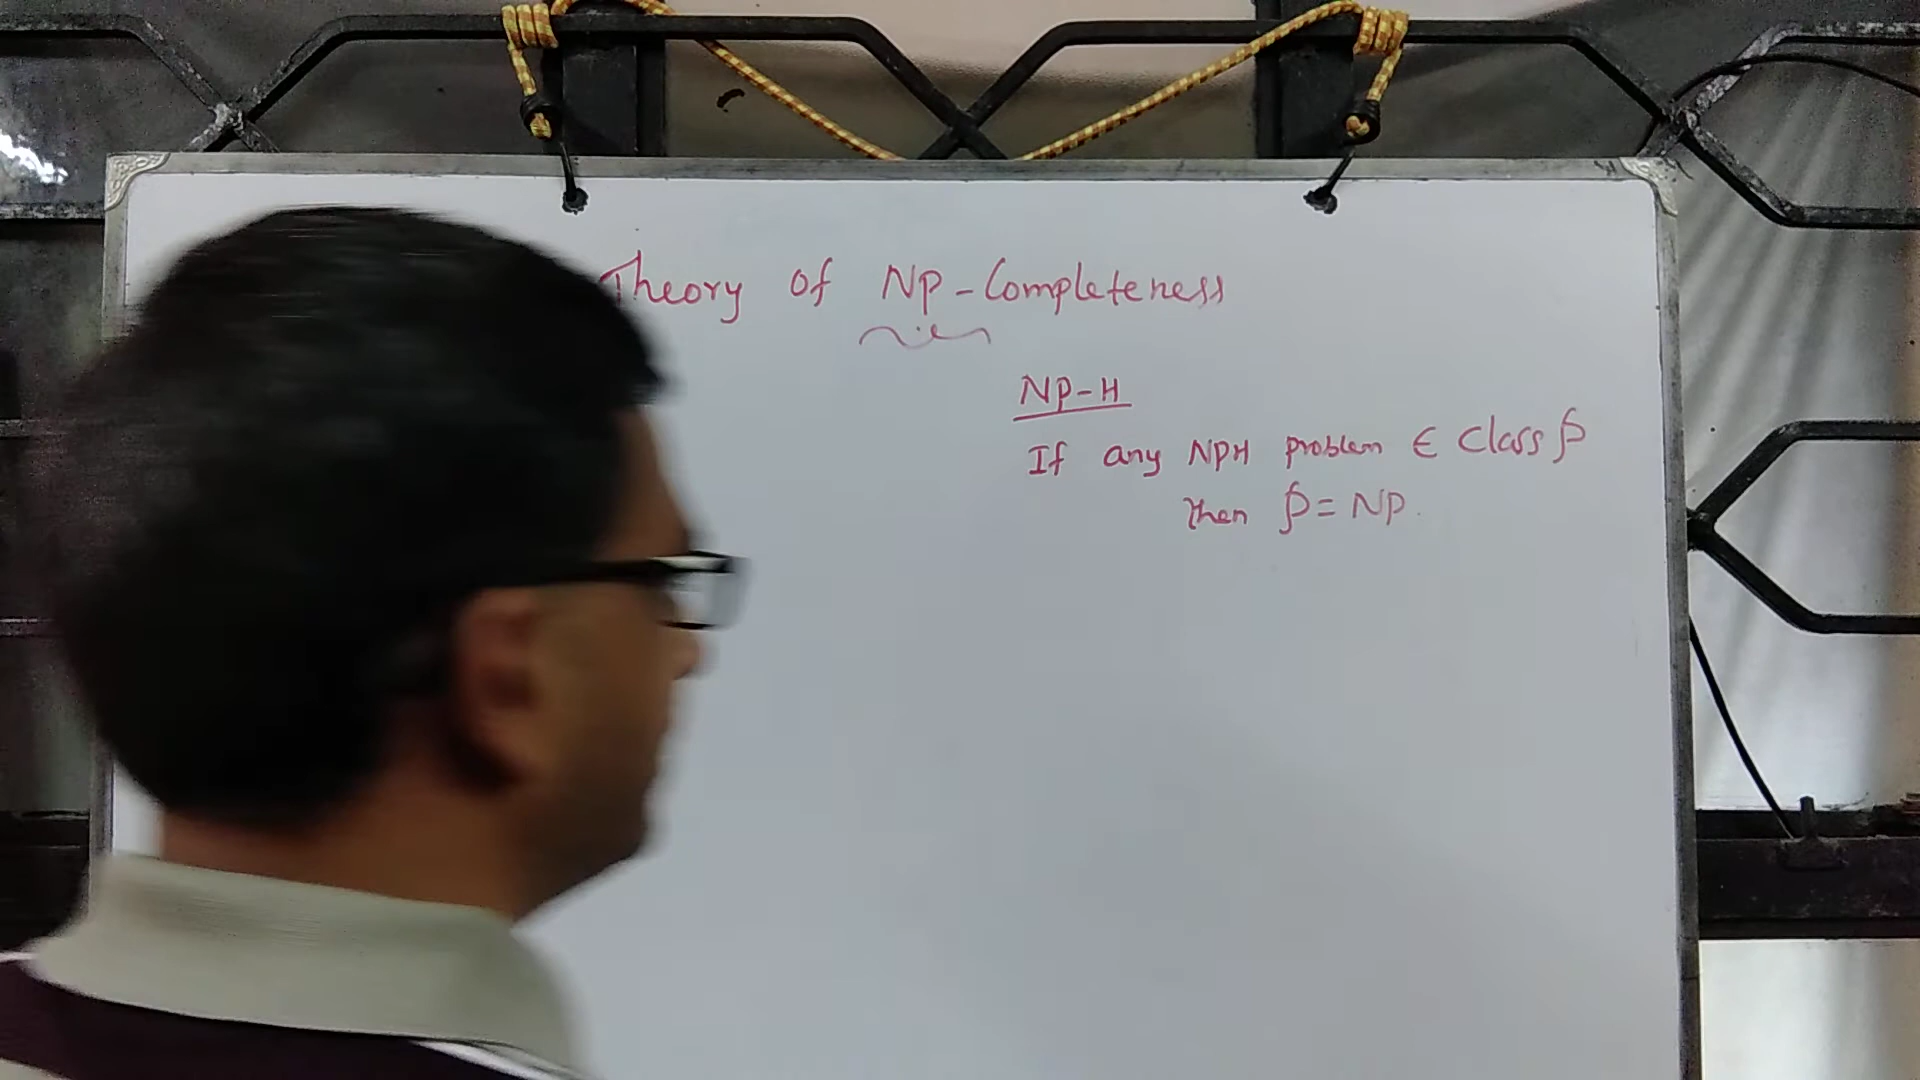 Theory of NP-Completeness
NP-H
If any NPH problem ∈ Class P
then P = NP.